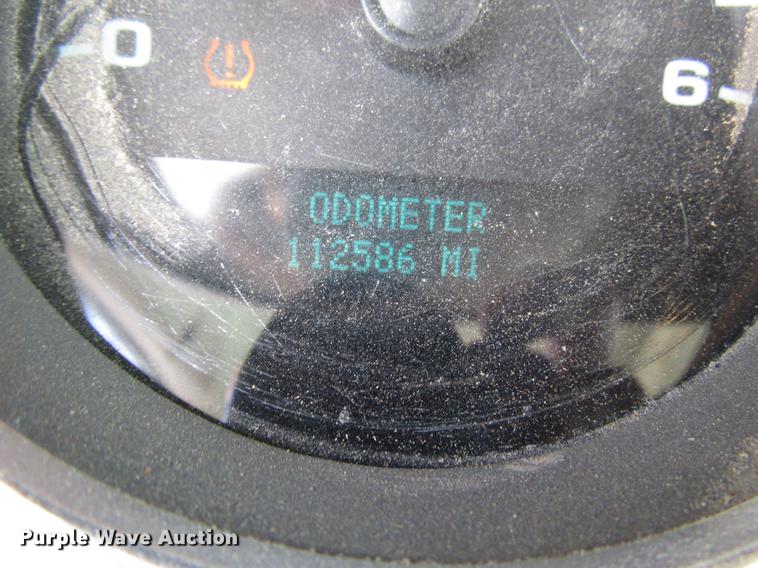 0
6
ODOMETER
112586 MI
Purple Wave Auction